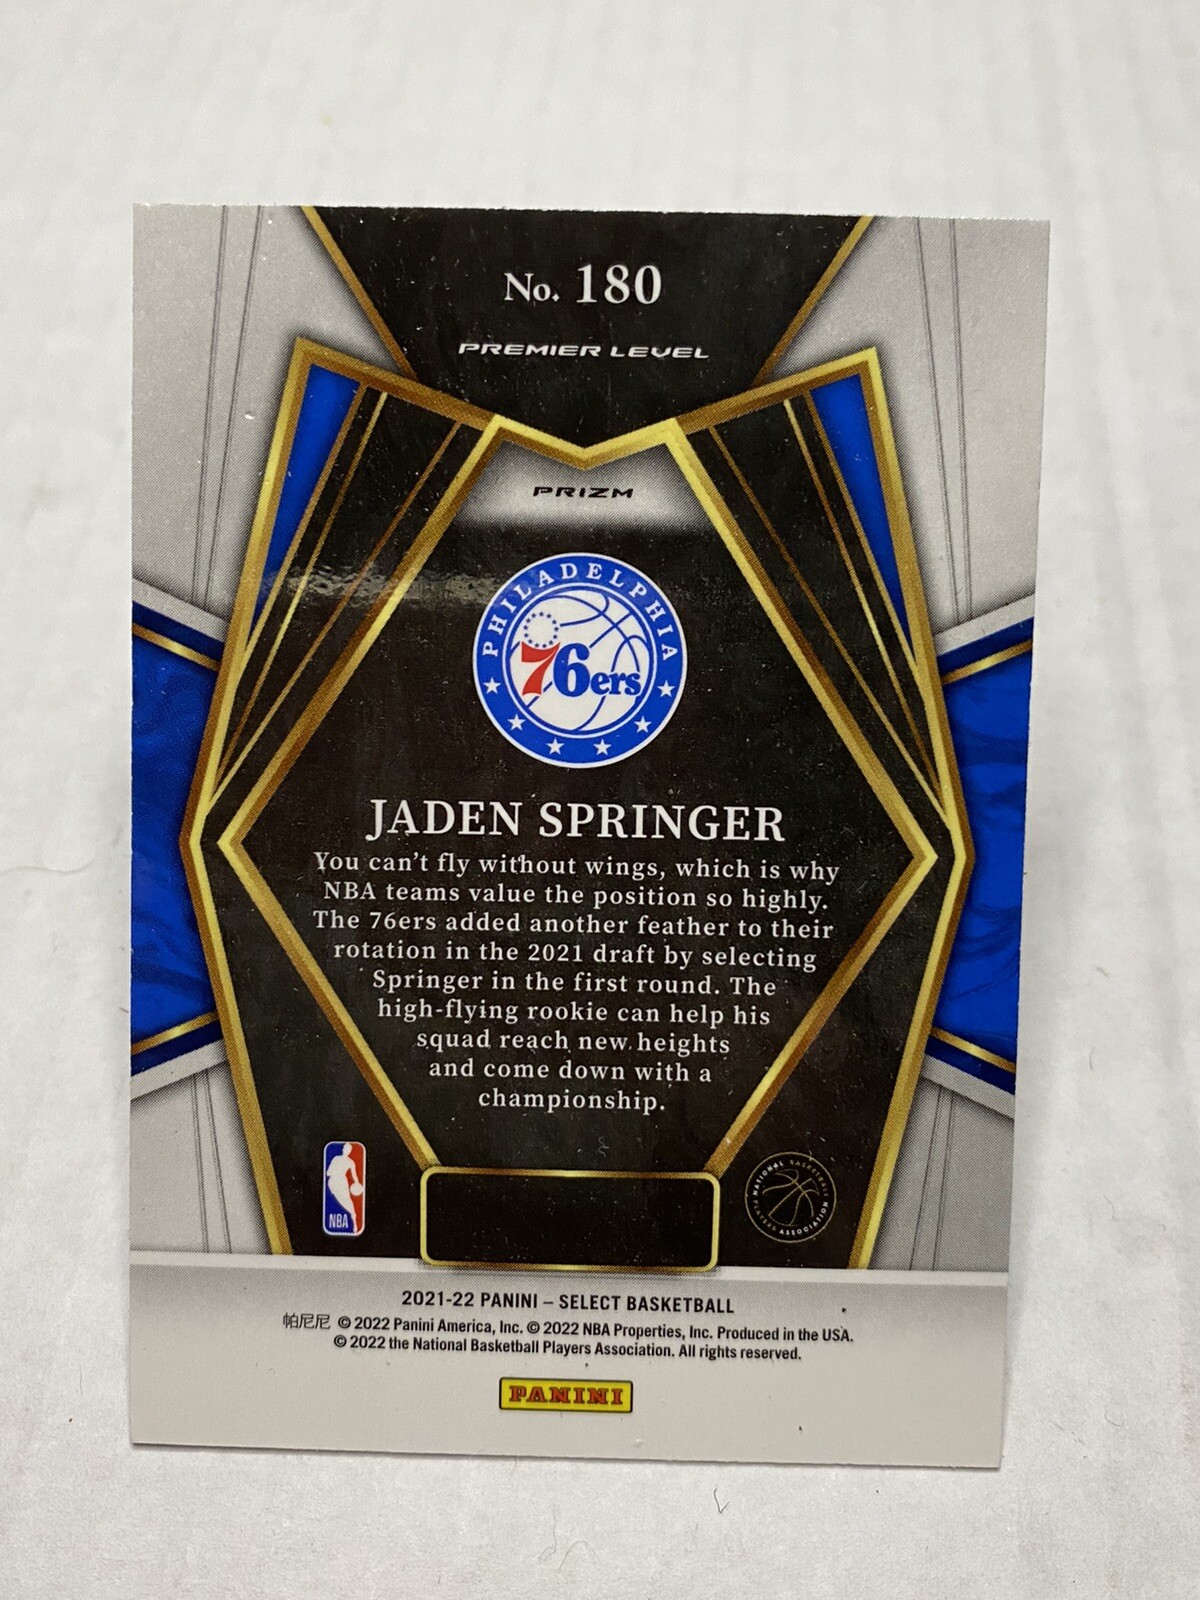 No. 180
PREMIER LEVEL
PRIZM
PHILADELPHIA
76ers
JADEN SPRINGER
You can't fly without wings, which is why
NBA teams value the position so highly.
The 76ers added another feather to their
rotation in the 2021 draft by selecting
Springer in the first round. The
high-flying rookie can help his
squad reach new heights
and come down with a
championship.
NBA
NATIONAL BASKETBALL PLAYERS ASSOCIATION
2021-22 PANINI – SELECT BASKETBALL
帕尼尼 © 2022 Panini America, Inc. © 2022 NBA Properties, Inc. Produced in the USA.
© 2022 the National Basketball Players Association. All rights reserved.
PANINI